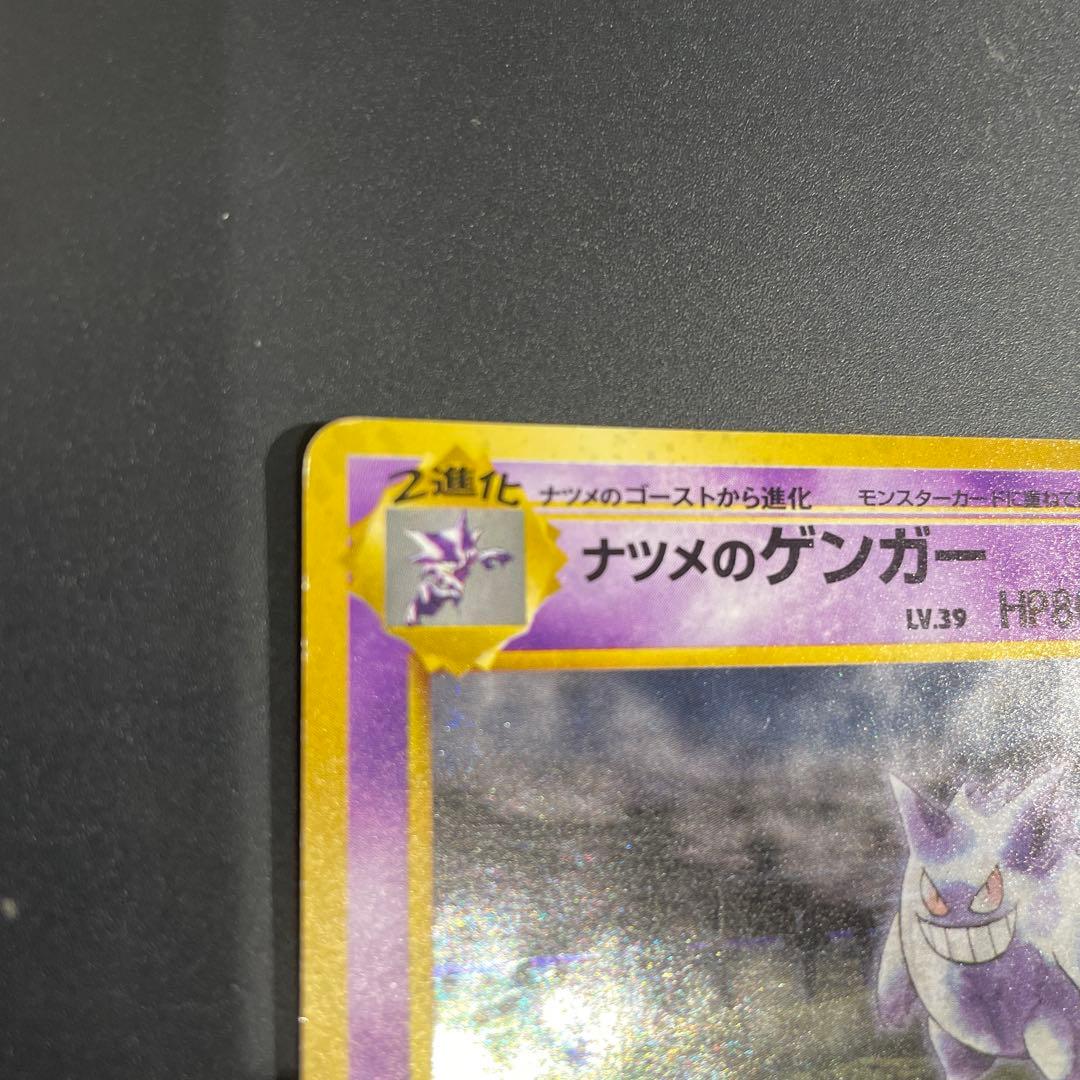 2進化 ナツメのゴーストから進化 モンスターカードに重ねて
ナツメのゲンガー
LV.39 HP8